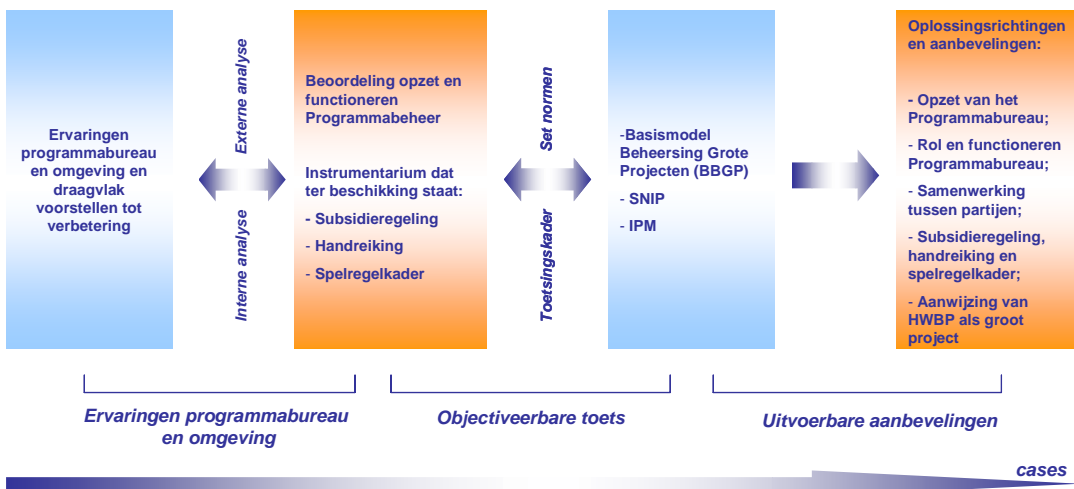 Ervaringen
programmabureau
en omgeving en
draagvlak
voorstellen tot
verbetering
Externe analyse
Interne analyse
Beoordeling opzet en
functioneren
Programmabeheer
Instrumentarium dat
ter beschikking staat:
- Subsidieregeling
- Handreiking
- Spelregelkader
Set normen
Toetsingskader
-Basismodel
Beheersing Grote
Projecten (BBGP)
- SNIP
- IPM
Oplossingsrichtingen
en aanbevelingen:
- Opzet van het
Programmabureau;
- Rol en functioneren
Programmabureau;
- Samenwerking
tussen partijen;
- Subsidieregeling,
handreiking en
spelregelkader;
- Aanwijzing van
HWBP als groot
project
Ervaringen programmabureau
en omgeving
Objectiveerbare toets
Uitvoerbare aanbevelingen
cases